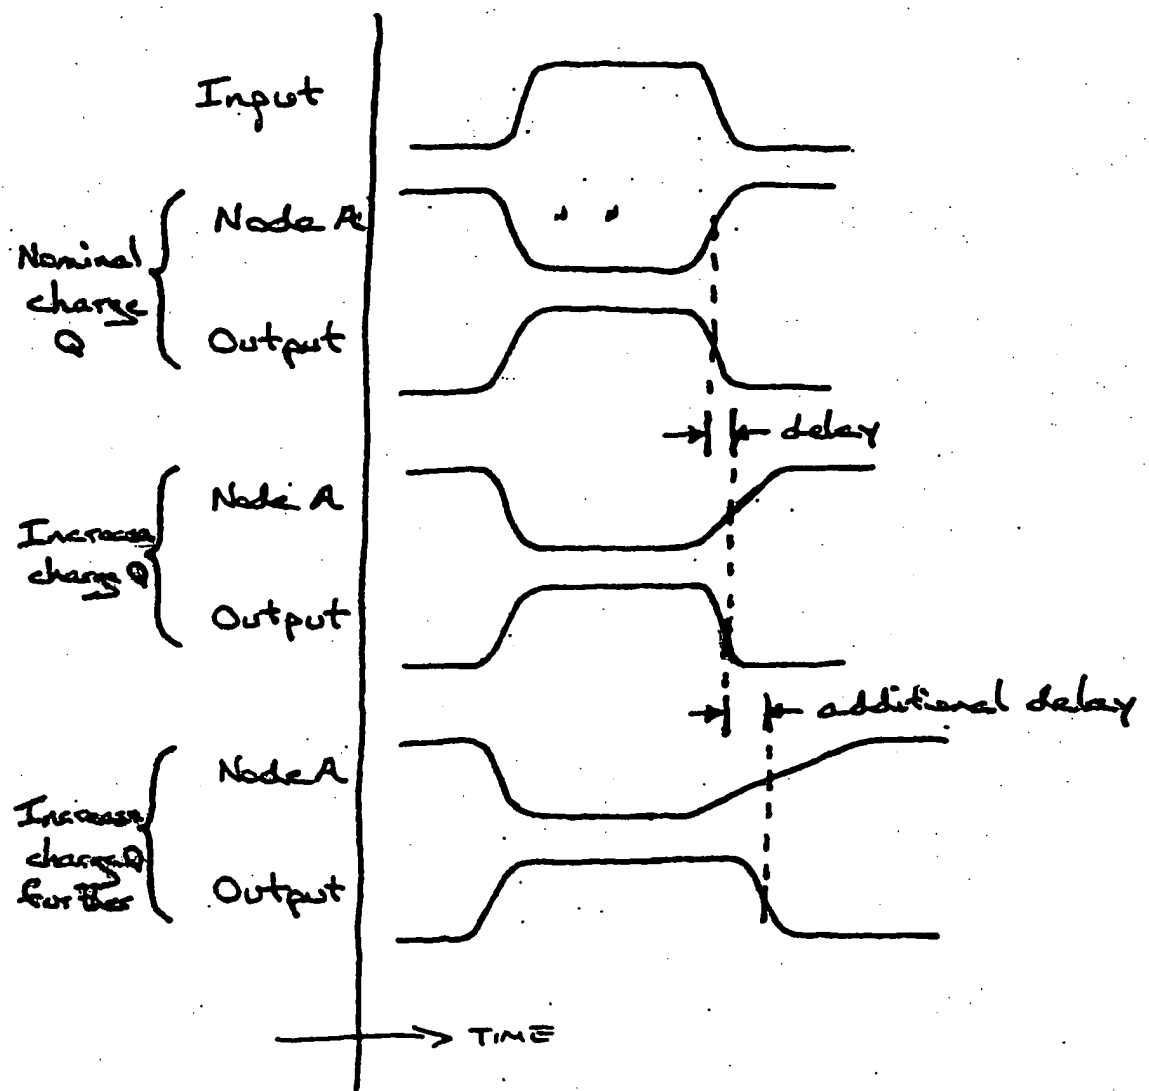 Input
Node A
Nominal
charge
Q
Output
delay
Node A
Increase
charge Q
Output
additional delay
Node A
Increase
charge Q
further
Output
TIME